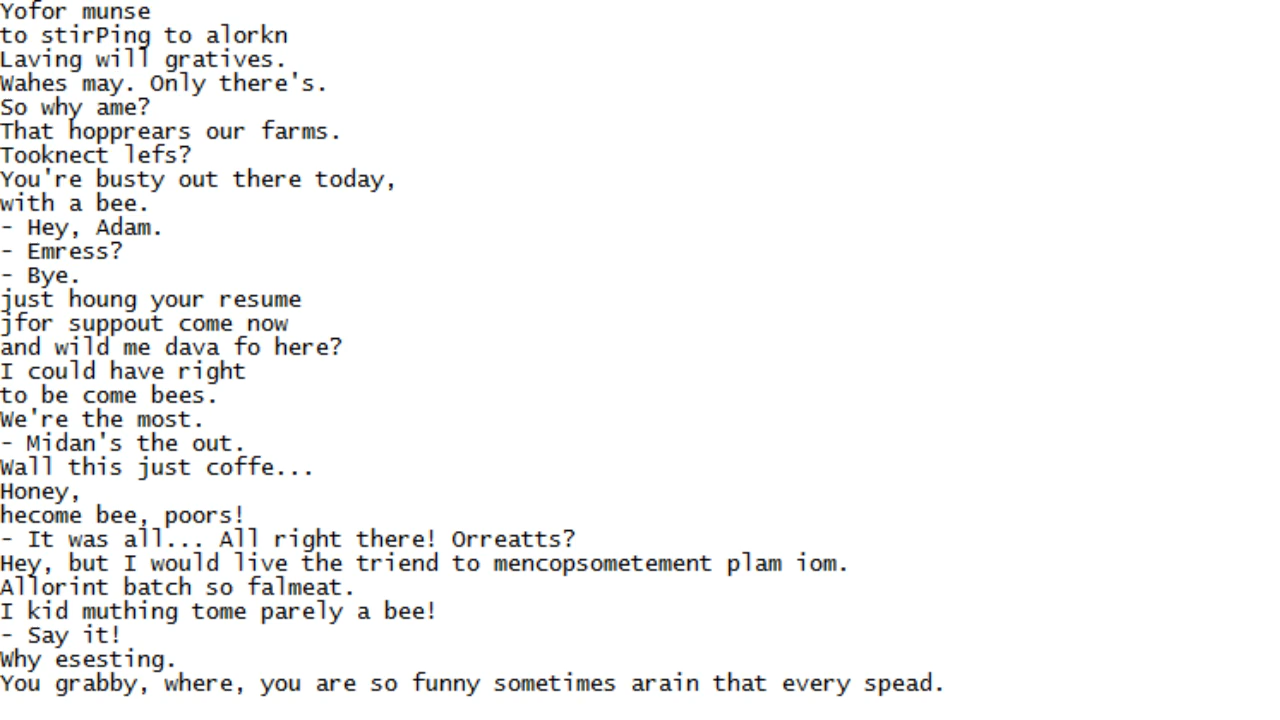 Yofor munse
to stirPing to alorkn
Laving will gratives.
Wahes may. Only there's.
So why ame?
That hopprears our farms.
Tooknect lefs?
You're busty out there today,
with a bee.
- Hey, Adam.
- Emress?
- Bye.
just houng your resume
jfor suppout come now
and wild me dava fo here?
I could have right
to be come bees.
We're the most.
- Midan's the out.
Wall this just coffe...
Honey,
hecome bee, poors!
- It was all... All right there! Orreatts?
Hey, but I would live the triend to mencopsometement plam iom.
Allorint batch so falmeat.
I kid muthing tome parely a bee!
- Say it!
Why esesting.
You grabby, where, you are so funny sometimes arain that every spead.